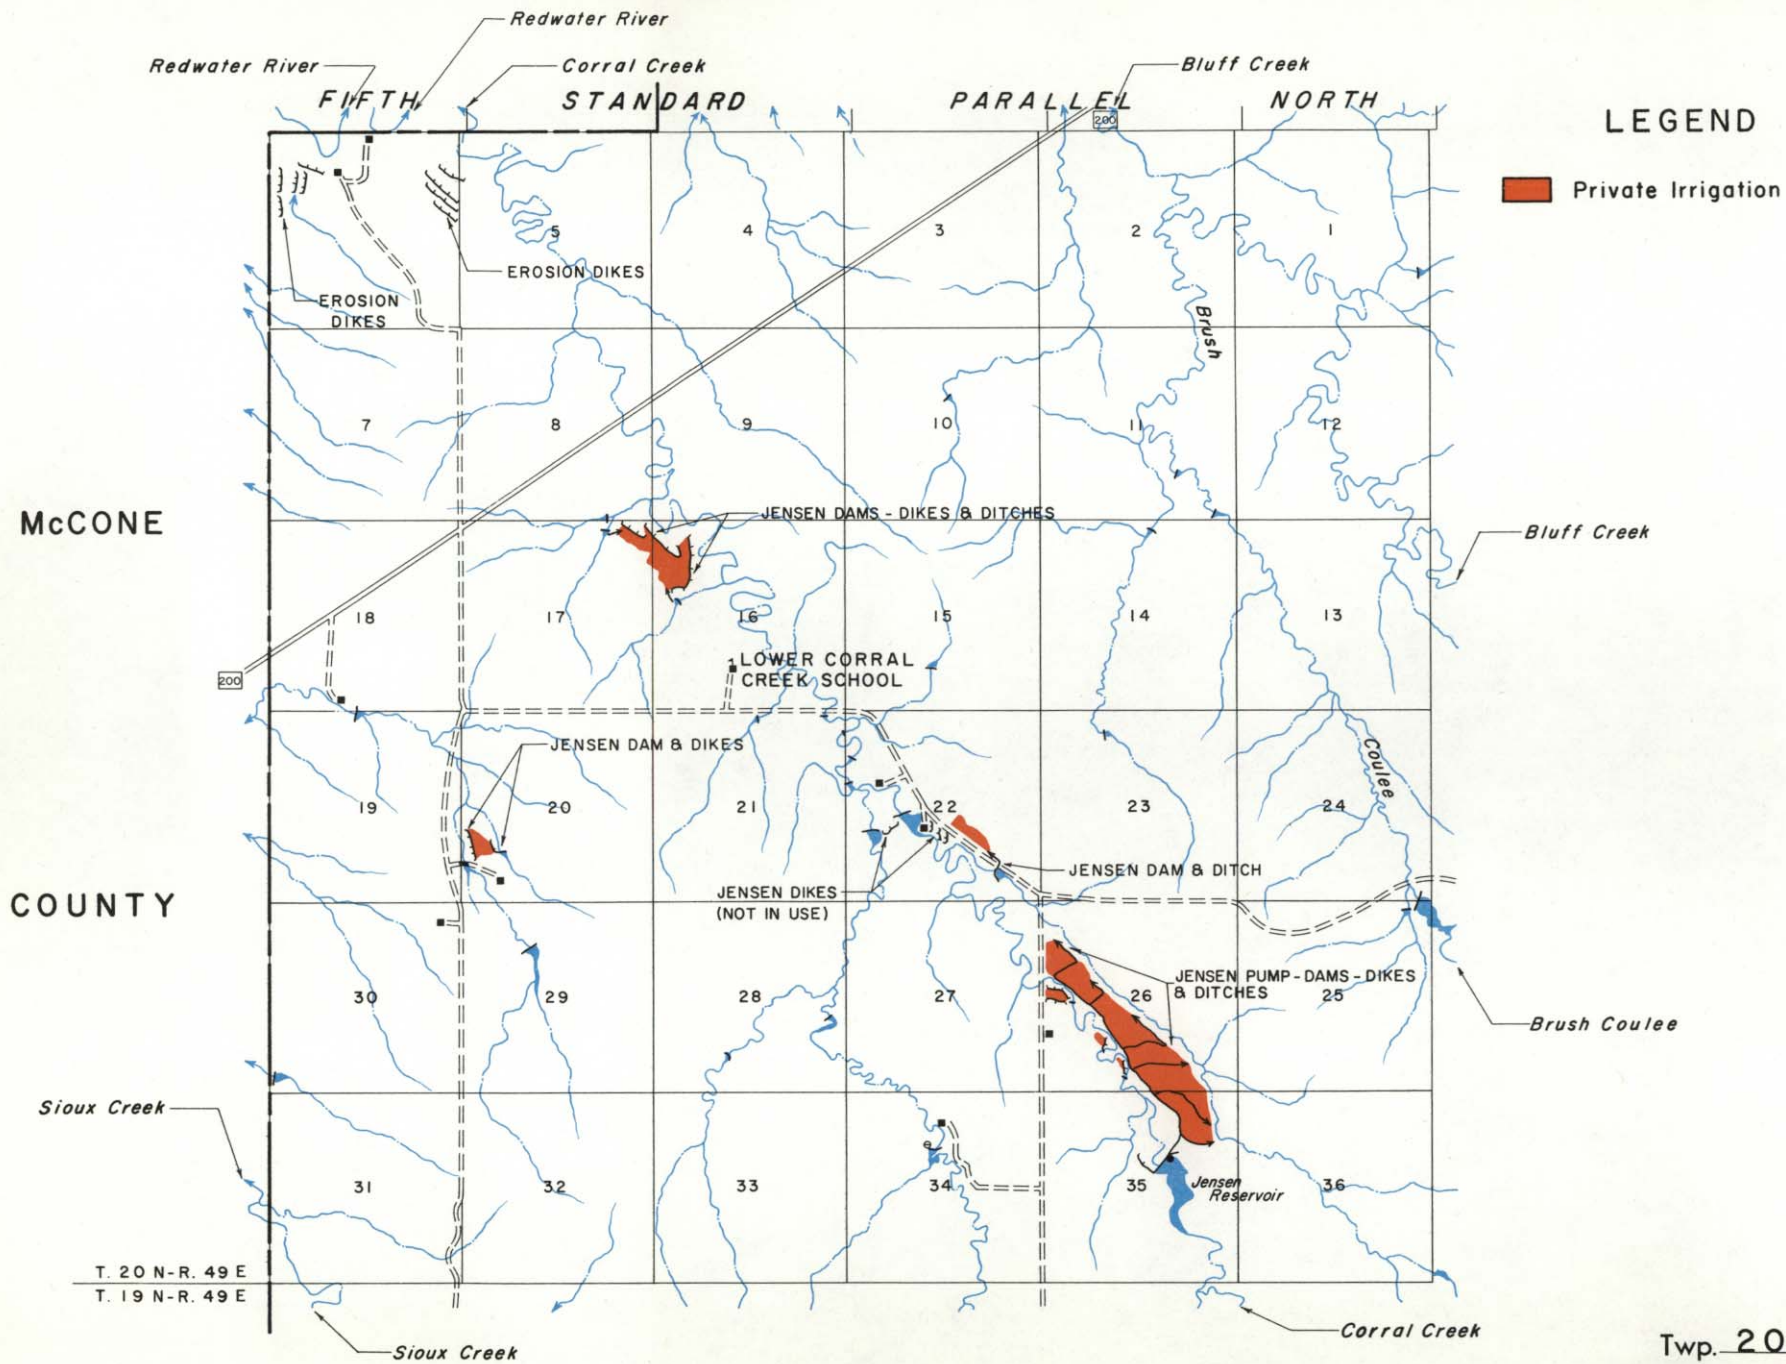 Redwater River
Redwater River
Corral Creek
Bluff Creek
FIFTH STANDARD PARALLEL NORTH
200
LEGEND
Private Irrigation
5 4 3 2 1
EROSION DIKES
EROSION
DIKES
Brush
7 8 9 10 11 12
McCONE
JENSEN DAMS - DIKES & DITCHES
Bluff Creek
18 17 16 15 14 13
LOWER CORRAL
CREEK SCHOOL
200
JENSEN DAM & DIKES
Coulee
19 20 21 22 23 24
JENSEN DAM & DITCH
JENSEN DIKES
(NOT IN USE)
COUNTY
JENSEN PUMP - DAMS - DIKES
& DITCHES
30 29 28 27 26 25
Brush Coulee
Sioux Creek
31 32 33 34 35 36
Jensen
Reservoir
T. 20 N-R. 49 E
T. 19 N-R. 49 E
Corral Creek
Sioux Creek
Twp. 20